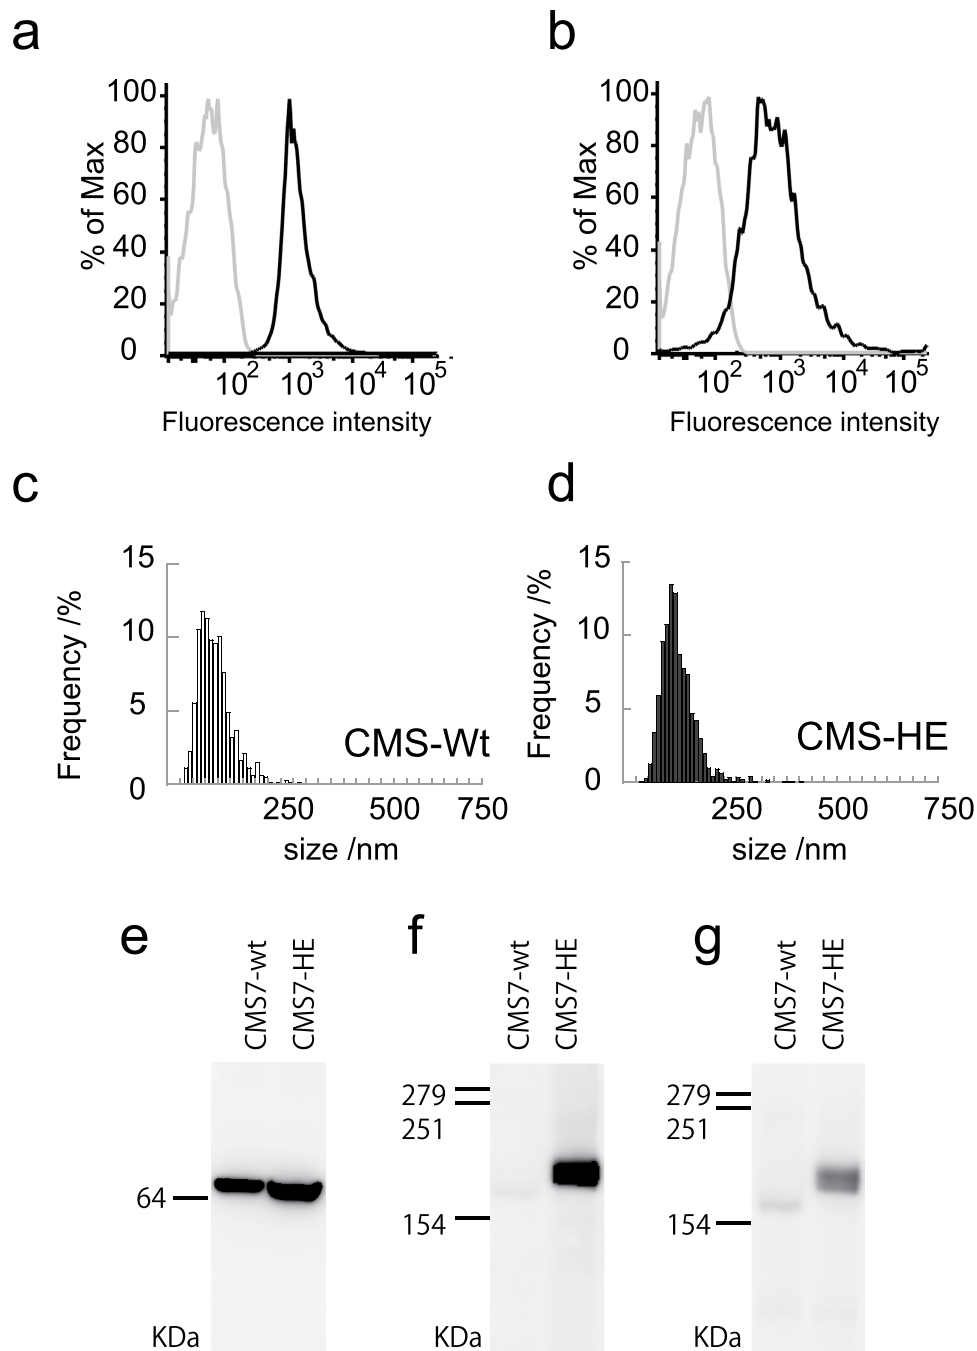 a
b
100
80
60
40
20
0
% of Max
10² 10³ 10⁴ 10⁵
Fluorescence intensity
100
80
60
40
20
0
% of Max
10² 10³ 10⁴ 10⁵
Fluorescence intensity
c
d
15
10
5
0
Frequency /%
CMS-Wt
250 500 750
size /nm
15
10
5
0
Frequency /%
CMS-HE
250 500 750
size /nm
e
f
g
CMS7-wt
CMS7-HE
64
KDa
CMS7-wt
CMS7-HE
279
251
154
KDa
CMS7-wt
CMS7-HE
279
251
154
KDa